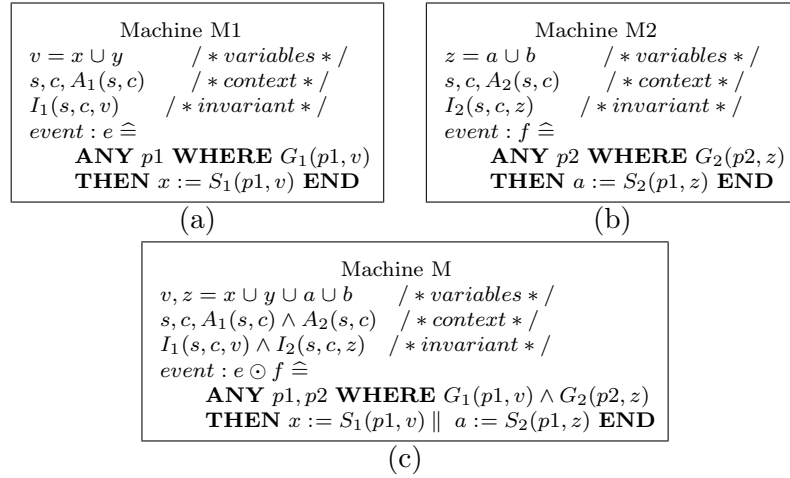 Machine M1
v = x ∪ y /∗variables∗/
s, c, A₁(s, c) /∗context∗/
I₁(s, c, v) /∗invariant∗/
event : e ≙
ANY p1 WHERE G₁(p1, v)
THEN x := S₁(p1, v) END
(a)
Machine M2
z = a ∪ b /∗variables∗/
s, c, A₂(s, c) /∗context∗/
I₂(s, c, z) /∗invariant∗/
event : f ≙
ANY p2 WHERE G₂(p2, z)
THEN a := S₂(p1, z) END
(b)
Machine M
v, z = x ∪ y ∪ a ∪ b /∗variables∗/
s, c, A₁(s, c) ∧ A₂(s, c) /∗context∗/
I₁(s, c, v) ∧ I₂(s, c, z) /∗invariant∗/
event : e ⊙ f ≙
ANY p1, p2 WHERE G₁(p1, v) ∧ G₂(p2, z)
THEN x := S₁(p1, v) ∥ a := S₂(p1, z) END
(c)